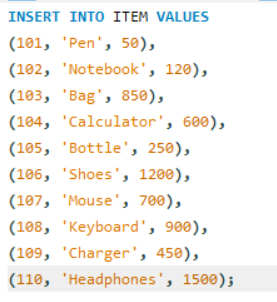 INSERT INTO ITEM VALUES
(101, 'Pen', 50),
(102, 'Notebook', 120),
(103, 'Bag', 850),
(104, 'Calculator', 600),
(105, 'Bottle', 250),
(106, 'Shoes', 1200),
(107, 'Mouse', 700),
(108, 'Keyboard', 900),
(109, 'Charger', 450),
(110, 'Headphones', 1500);